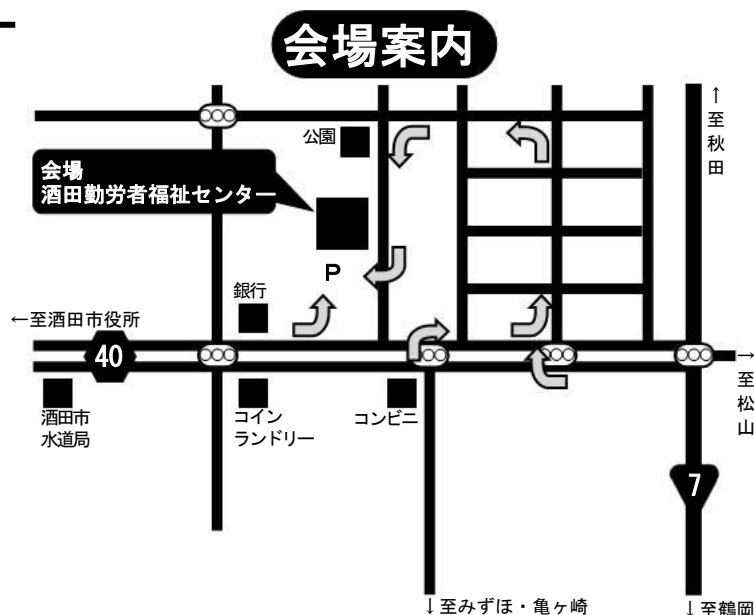 会場案内
公園
会場
酒田勤労者福祉センター
↑至秋田
P
銀行
←至酒田市役所
40
→至松山
酒田市
水道局
コイン
ランドリー
コンビニ
7
↓至みずほ・亀ヶ崎
↓至鶴岡